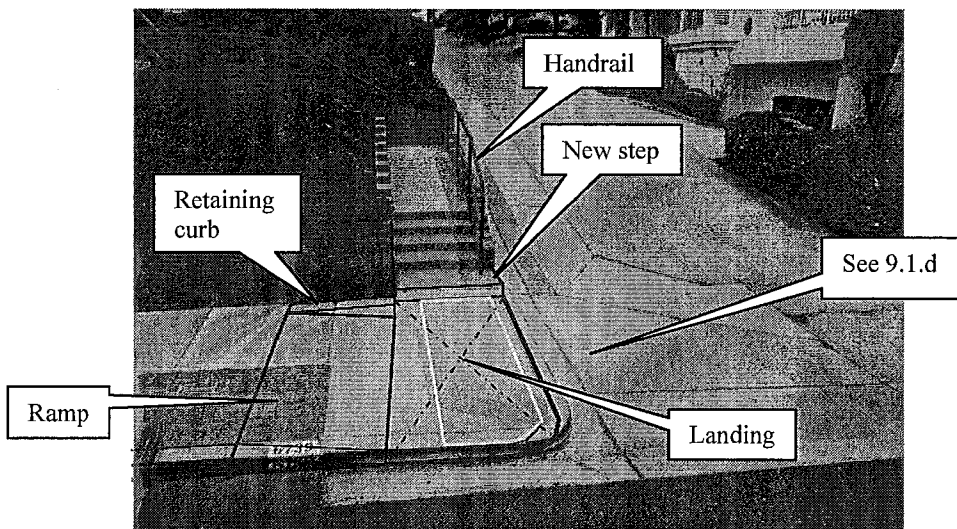 Handrail
New step
Retaining
curb
See 9.1.d
Ramp
Landing